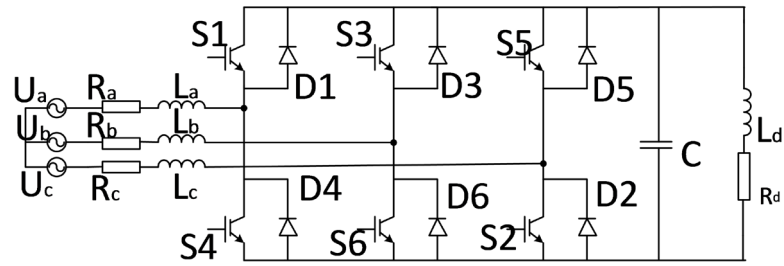 S1 S3 S5
D1 D3 D5
Ua Ra La
Ub Rb Lb
Uc Rc Lc
C Ld
Rd
D4 D6 D2
S4 S6 S2